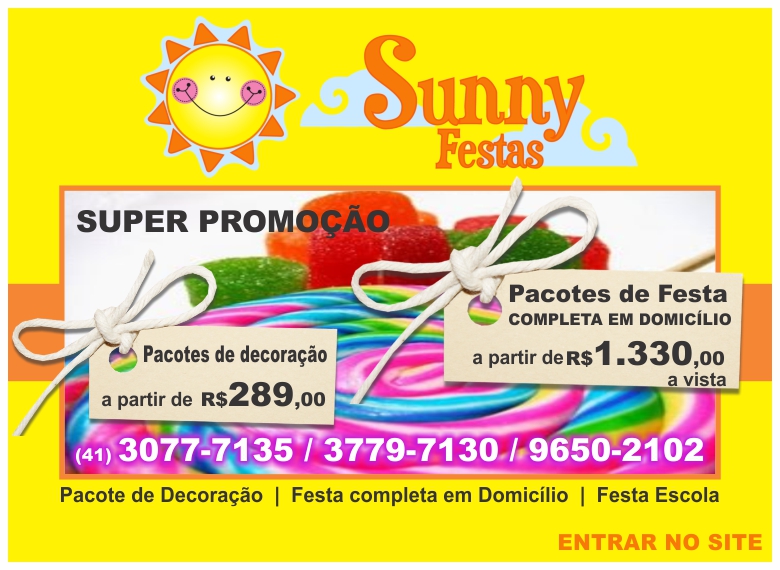 Sunny
Festas
SUPER PROMOÇÃO
Pacotes de Festa
COMPLETA EM DOMICÍLIO
a partir de R$1.330,00
a vista
Pacotes de decoração
a partir de R$289,00
(41) 3077-7135 / 3779-7130 / 9650-2102
Pacote de Decoração | Festa completa em Domicílio | Festa Escola
ENTRAR NO SITE